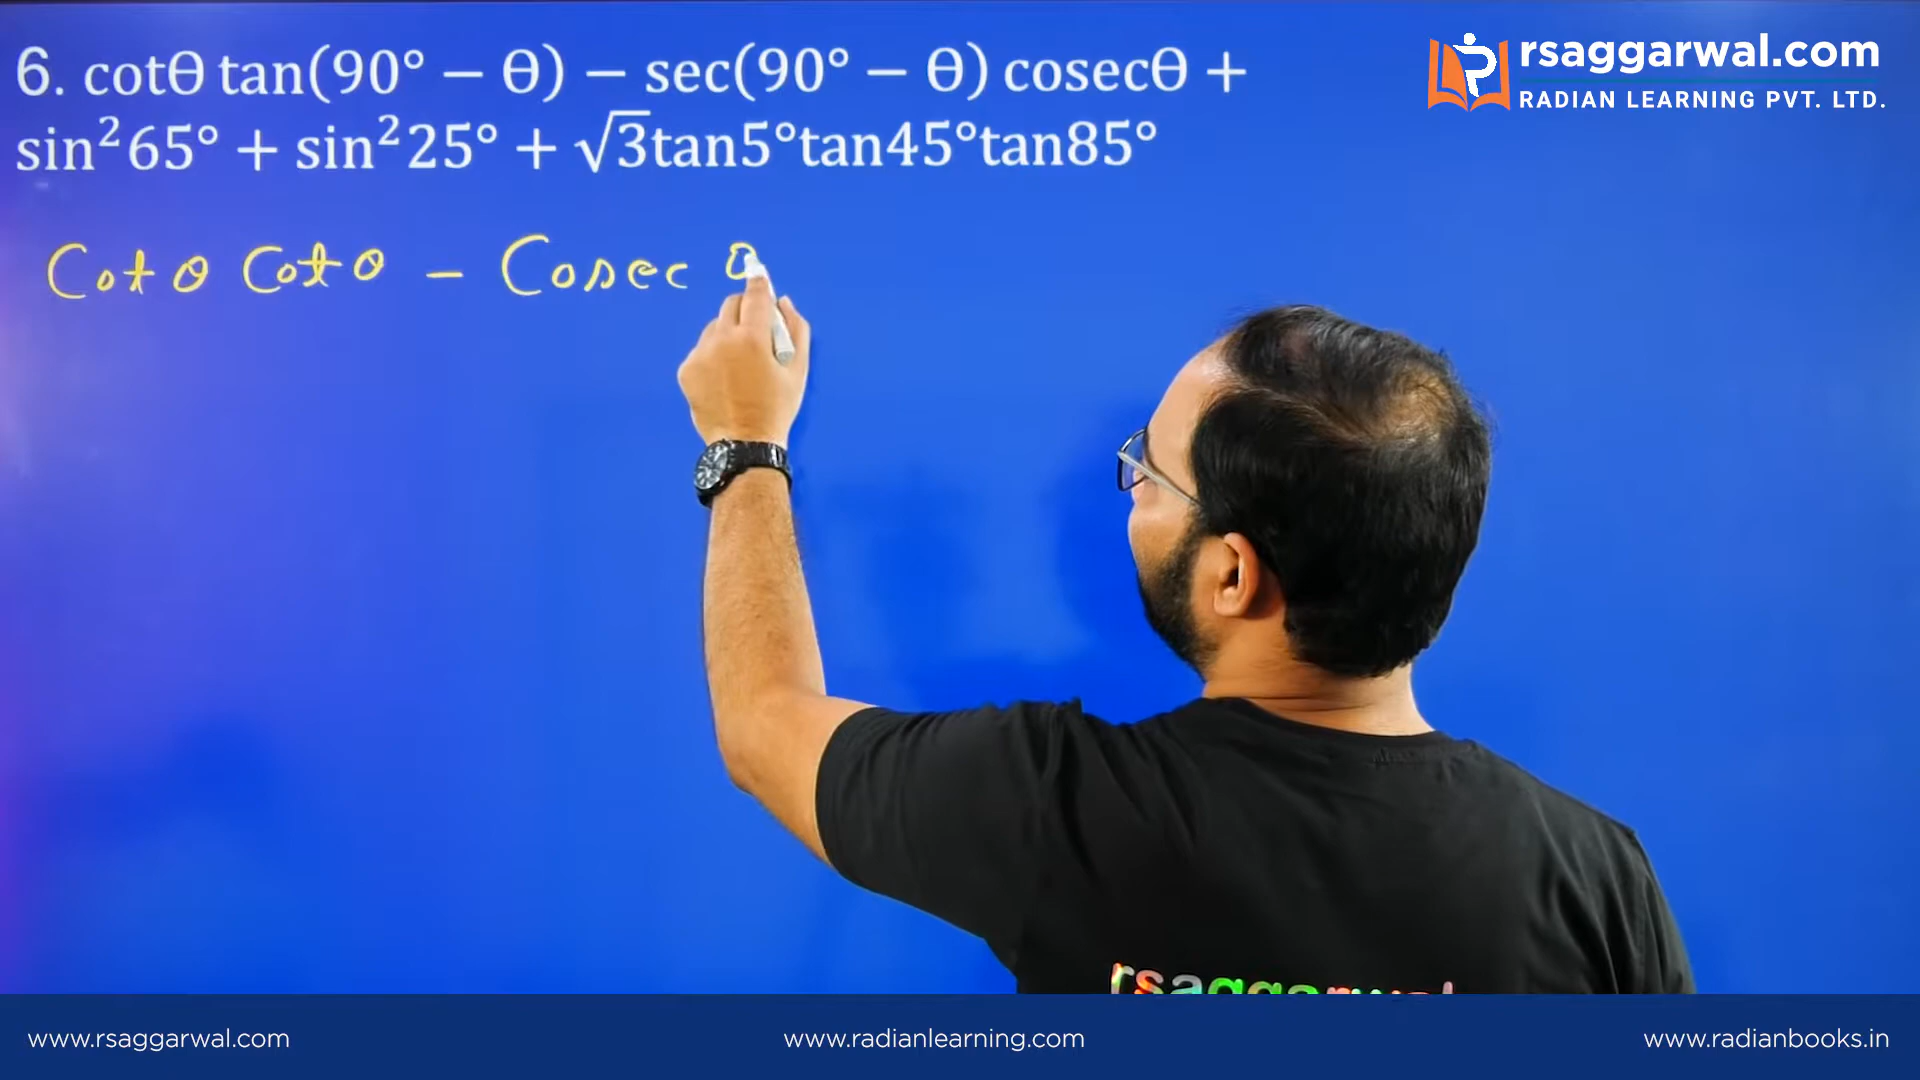 6. cotθ tan(90° − θ) − sec(90° − θ) cosecθ +
sin²65° + sin²25° + √3tan5°tan45°tan85°
rsaggarwal.com
RADIAN LEARNING PVT. LTD.
Cot θ Cot θ − Cosec θ
rsaggarwal
www.rsaggarwal.com
www.radianlearning.com
www.radianbooks.in